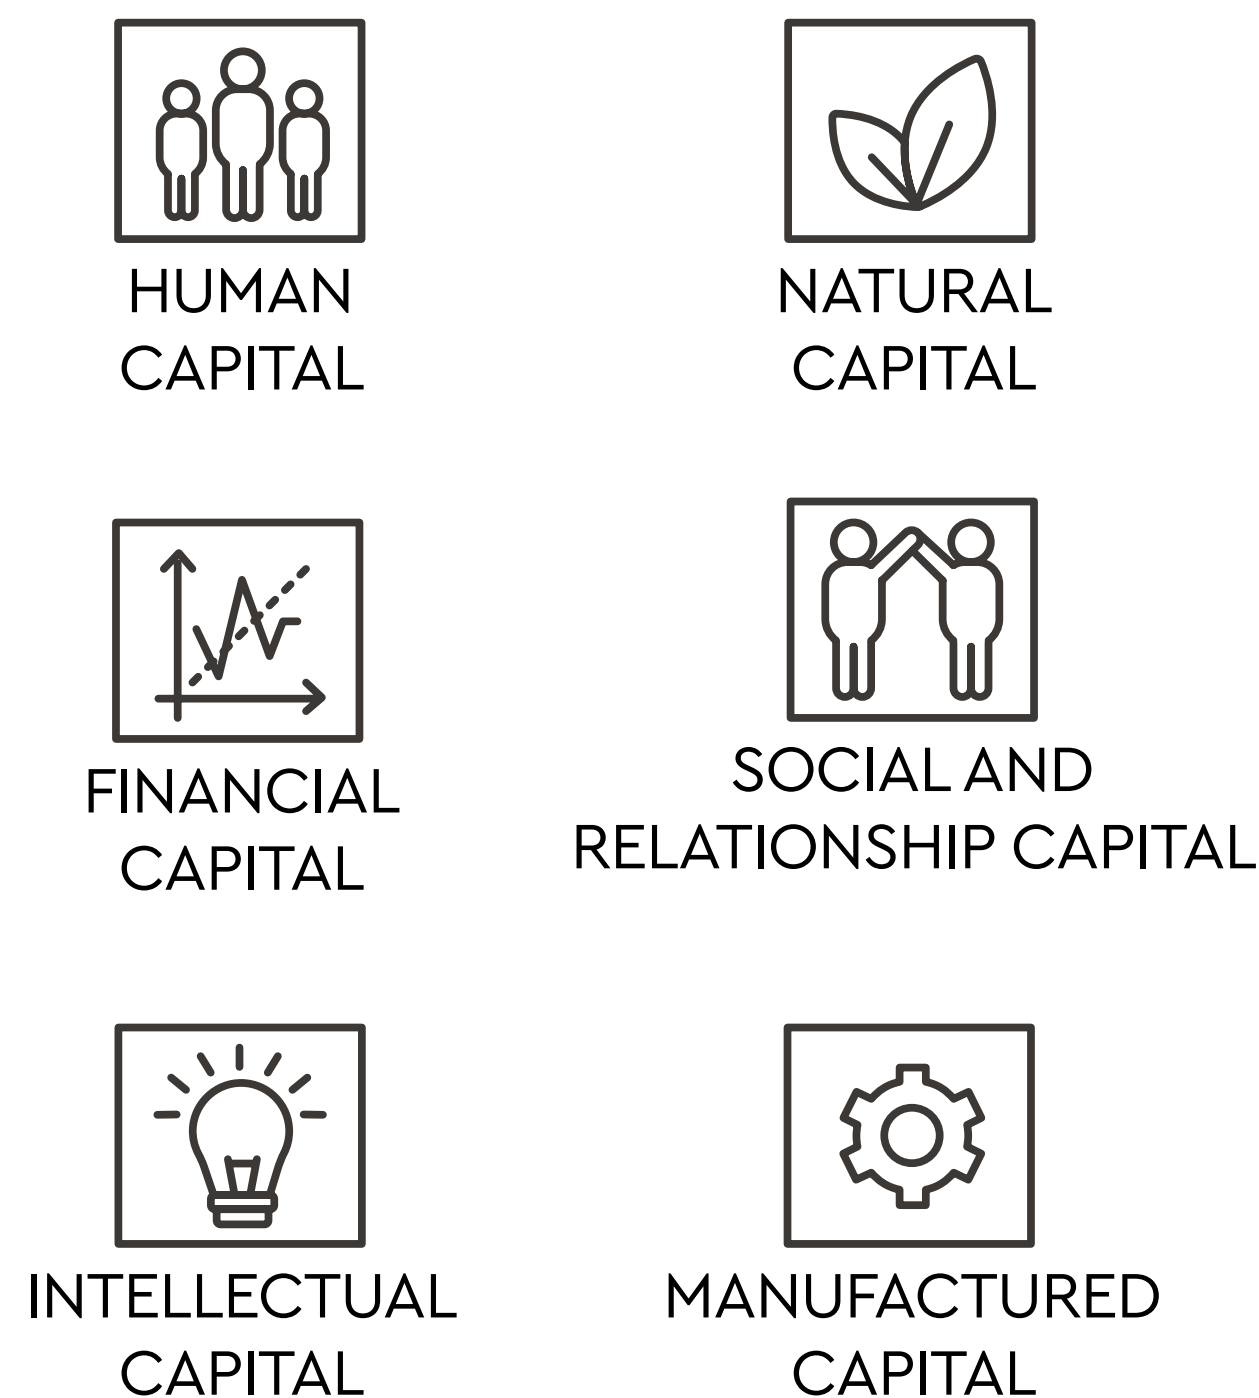 HUMAN
CAPITAL
NATURAL
CAPITAL
FINANCIAL
CAPITAL
SOCIAL AND
RELATIONSHIP CAPITAL
INTELLECTUAL
CAPITAL
MANUFACTURED
CAPITAL